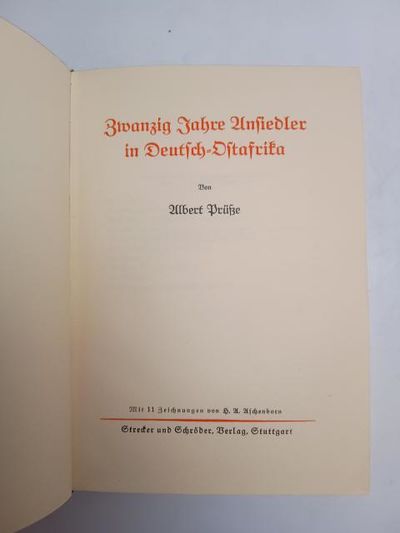 Zwanzig Jahre Ansiedler
in Deutsch-Ostafrika
Von
Albert Prüße
Mit 11 Zeichnungen von H. A. Aschenborn
Strecker und Schröder, Verlag, Stuttgart